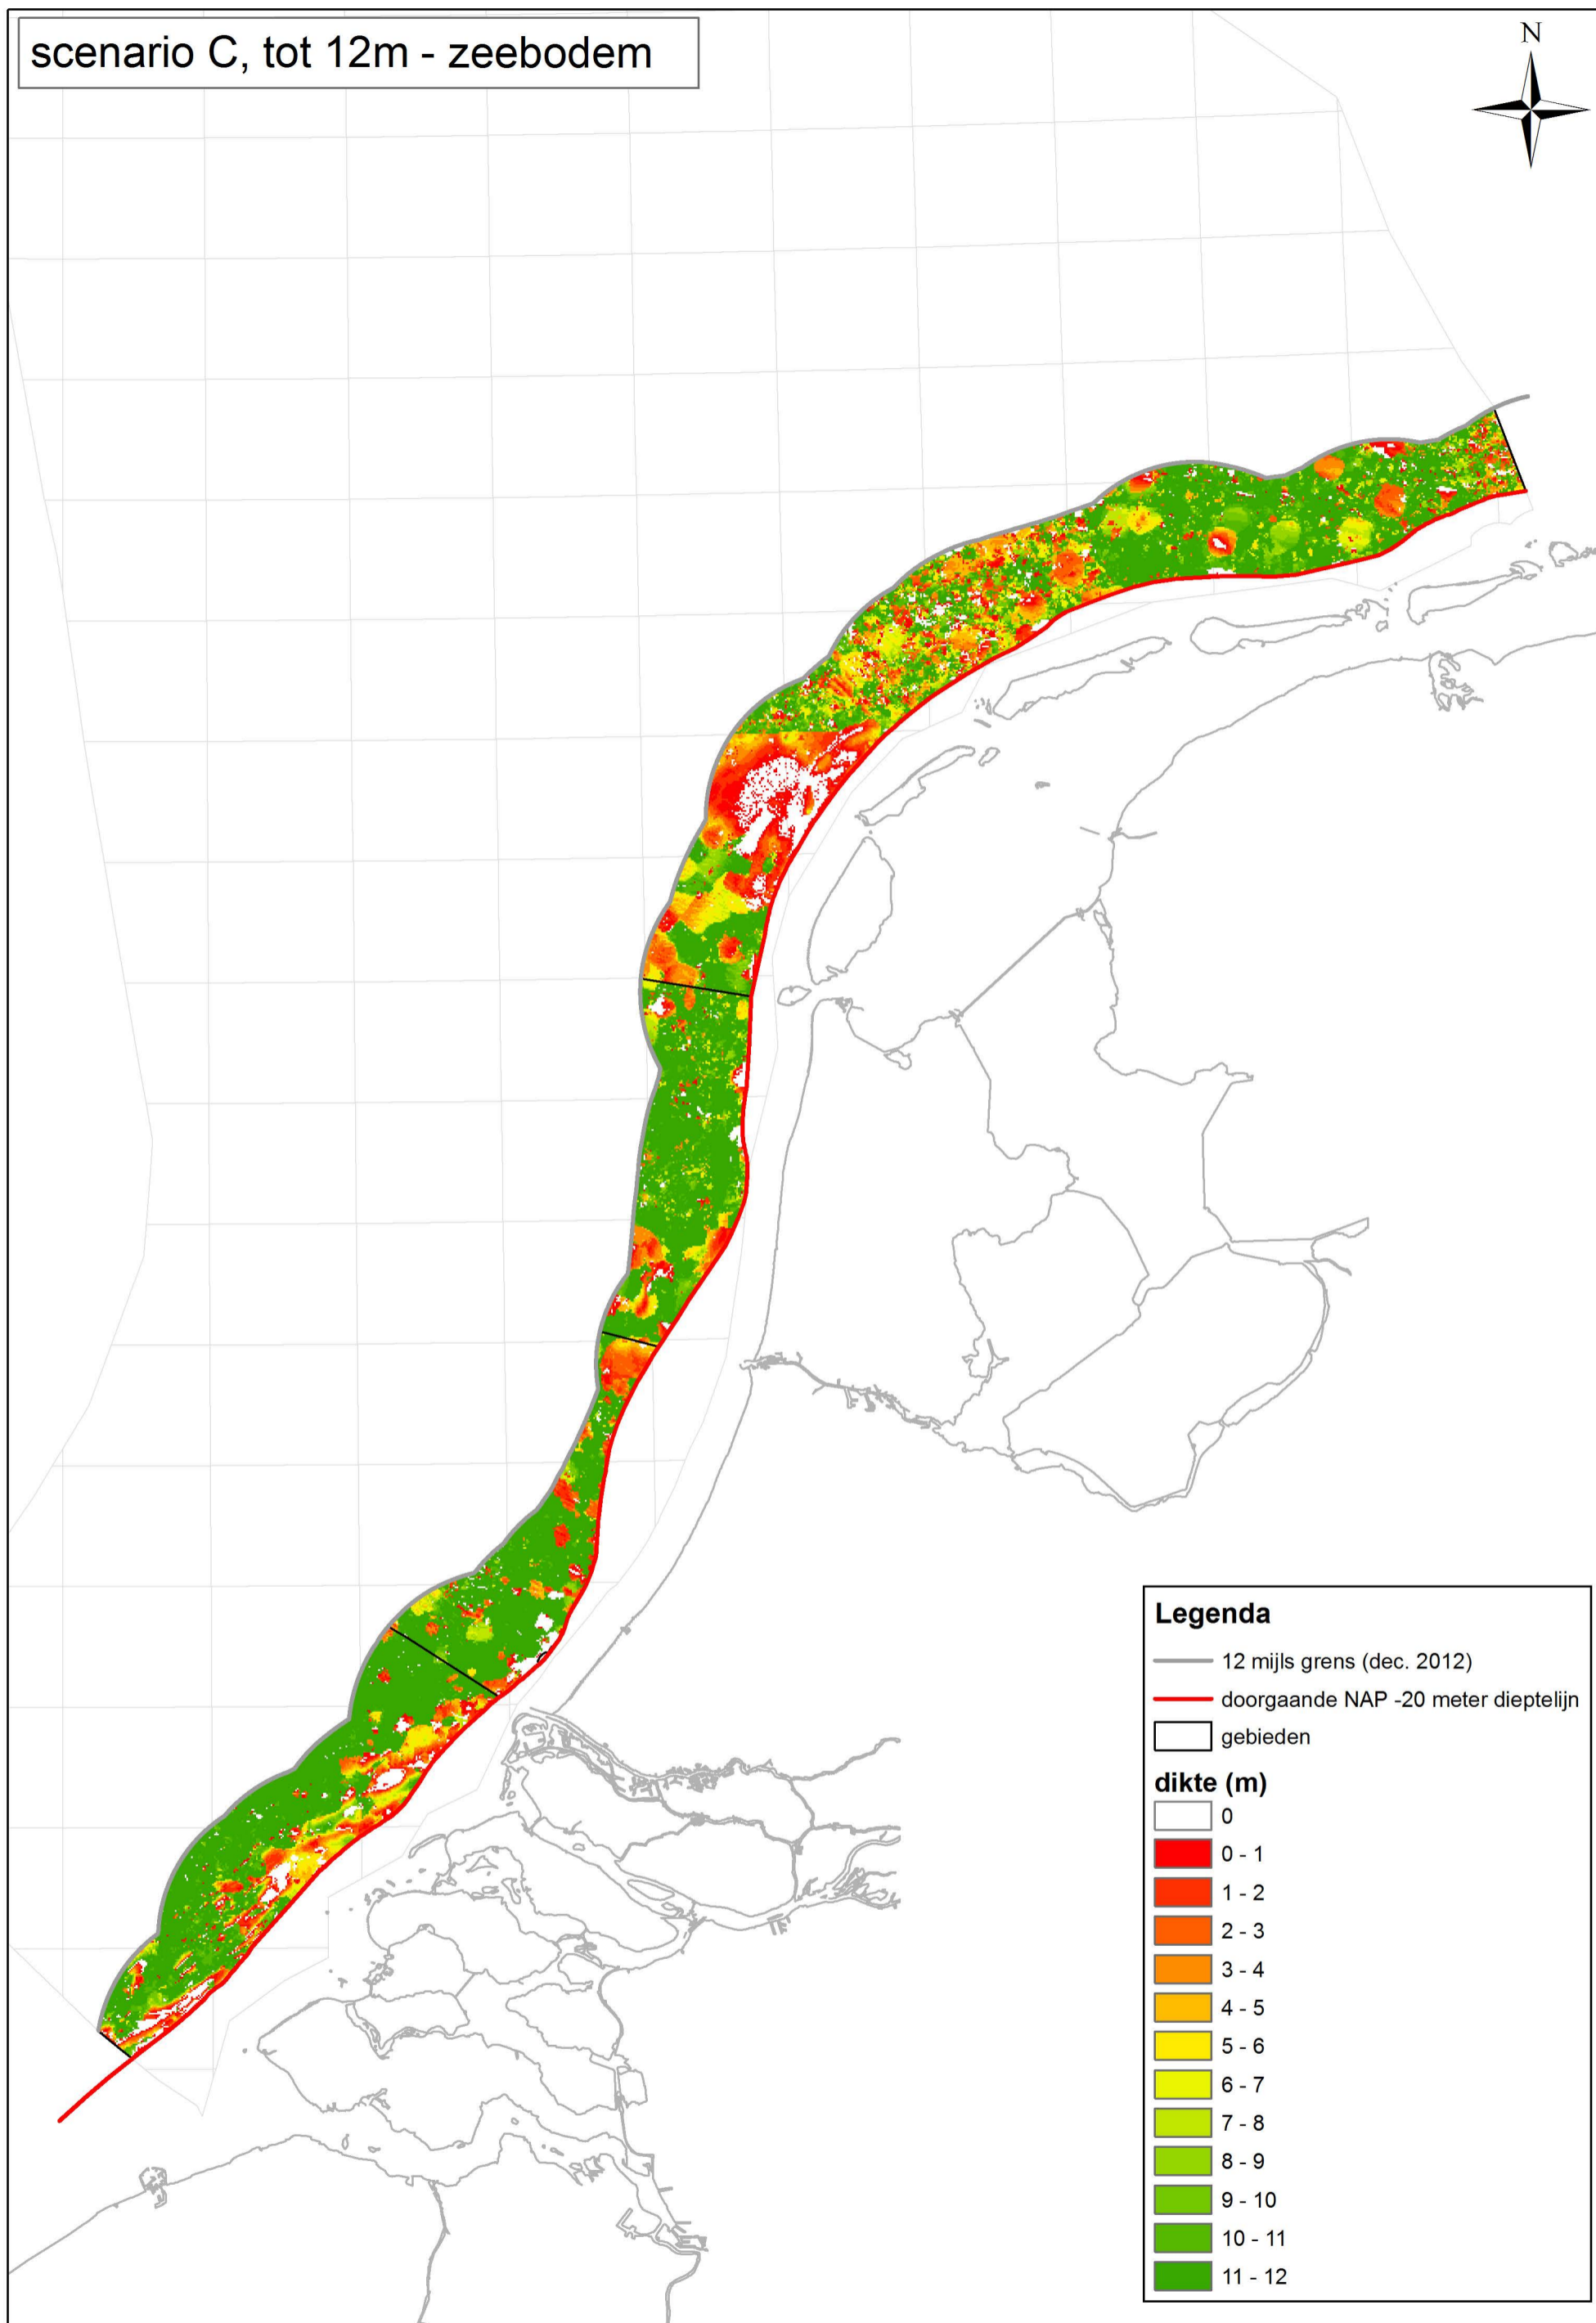 scenario C, tot 12m - zeebodem
N
Legenda
12 mijls grens (dec. 2012)
doorgaande NAP -20 meter dieptelijn
gebieden
dikte (m)
0
0 - 1
1 - 2
2 - 3
3 - 4
4 - 5
5 - 6
6 - 7
7 - 8
8 - 9
9 - 10
10 - 11
11 - 12